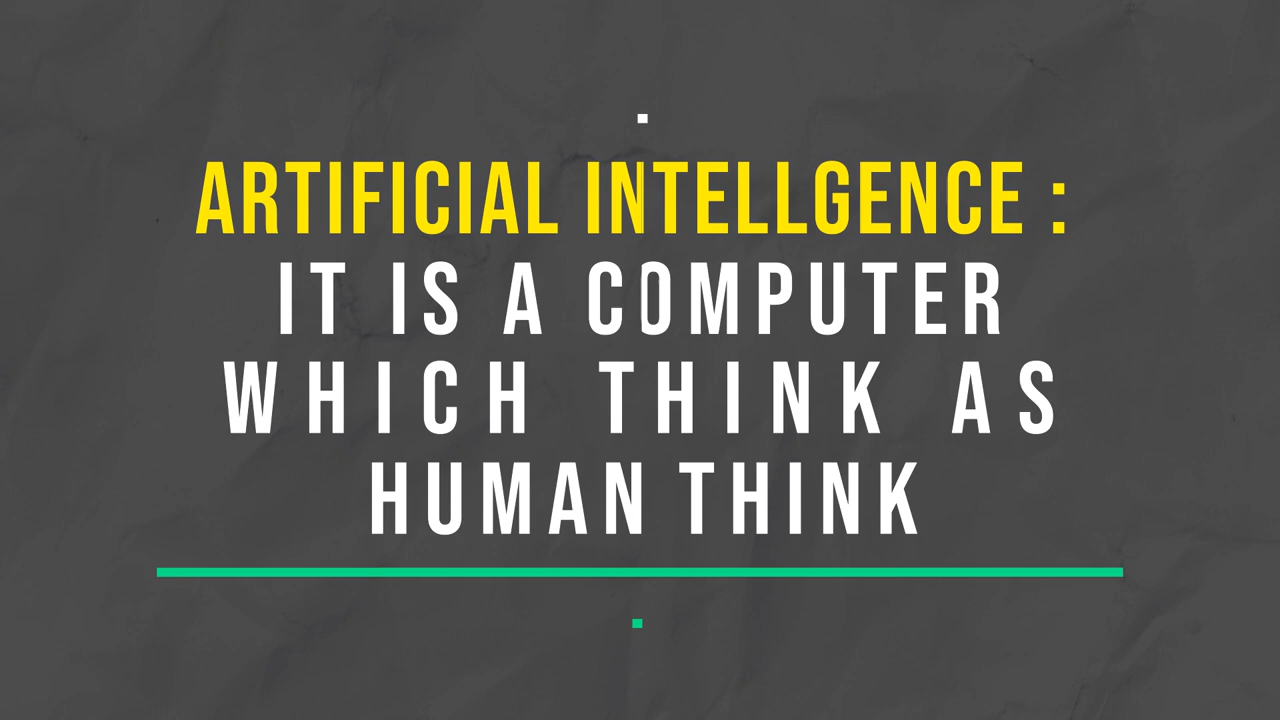 ARTIFICIAL INTELLGENCE :
IT IS A COMPUTER
WHICH THINK AS
HUMAN THINK